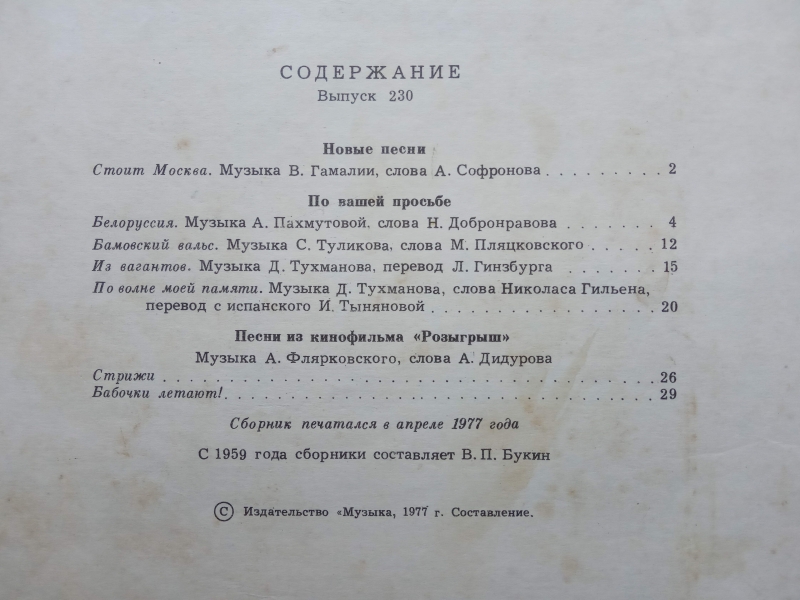 СОДЕРЖАНИЕ
Выпуск 230
Новые песни
Стоит Москва. Музыка В. Гамалии, слова А. Софронова . . . . . . . . . . 2
По вашей просьбе
Белоруссия. Музыка А. Пахмутовой, слова Н. Добронравова . . . . . . . 4
Бамовский вальс. Музыка С. Туликова, слова М. Пляцковского . . . . . 12
Из вагантов. Музыка Д. Тухманова, перевод Л. Гинзбурга . . . . . . . 15
По волне моей памяти. Музыка Д. Тухманова, слова Николаса Гильена,
перевод с испанского И. Тыняновой . . . . . . . . . . . . . . . . . 20
Песни из кинофильма «Розыгрыш»
Музыка А. Флярковского, слова А. Дидурова
Стрижи . . . . . . . . . . . . . . . . . . . . . . . . . . . . . . . . . . . . . 26
Бабочки летают! . . . . . . . . . . . . . . . . . . . . . . . . . . . . . . . . 29
Сборник печатался в апреле 1977 года
С 1959 года сборники составляет В. П. Букин
© Издательство «Музыка, 1977 г. Составление.